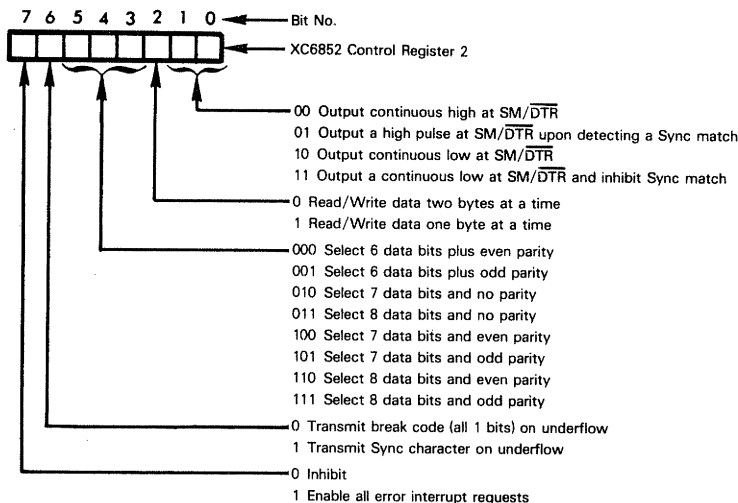 7 6 5 4 3 2 1 0 Bit No.
XC6852 Control Register 2
00 Output continuous high at SM/D̅T̅R̅
01 Output a high pulse at SM/D̅T̅R̅ upon detecting a Sync match
10 Output continuous low at SM/D̅T̅R̅
11 Output a continuous low at SM/D̅T̅R̅ and inhibit Sync match
0 Read/Write data two bytes at a time
1 Read/Write data one byte at a time
000 Select 6 data bits plus even parity
001 Select 6 data bits plus odd parity
010 Select 7 data bits and no parity
011 Select 8 data bits and no parity
100 Select 7 data bits and even parity
101 Select 7 data bits and odd parity
110 Select 8 data bits and even parity
111 Select 8 data bits and odd parity
0 Transmit break code (all 1 bits) on underflow
1 Transmit Sync character on underflow
0 Inhibit
1 Enable all error interrupt requests